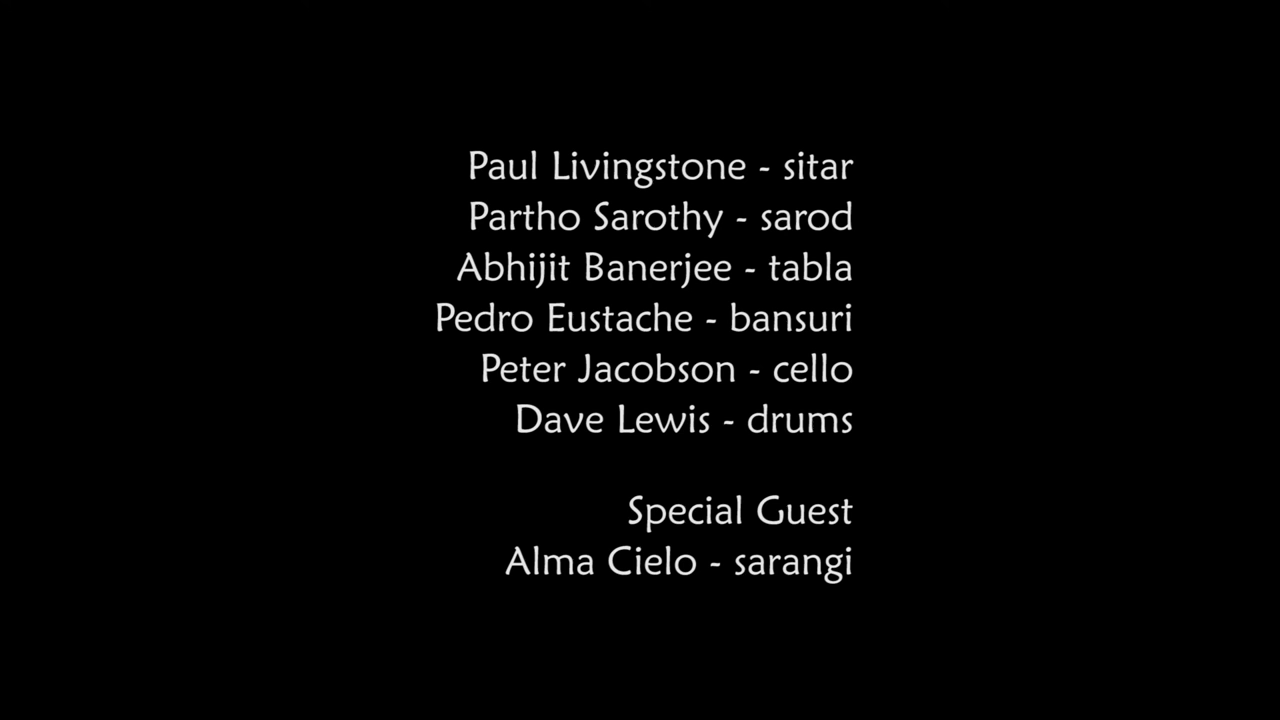 Paul Livingstone - sitar
Partho Sarothy - sarod
Abhijit Banerjee - tabla
Pedro Eustache - bansuri
Peter Jacobson - cello
Dave Lewis - drums
Special Guest
Alma Cielo - sarangi